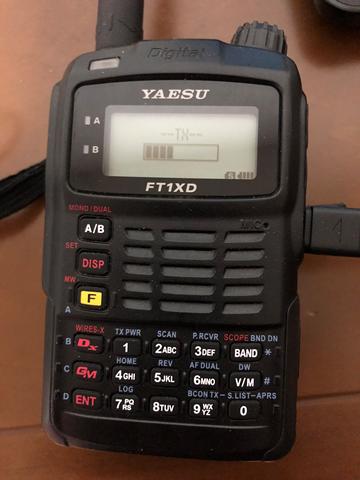 Digital
YAESU
A
B
--TX--
FT1XD
MONO / DUAL
A/B
MIC
SET
DISP
MW
F
A
WIRES-X TX PWR SCAN P.RCVR SCOPE BND DN
B Dx 1 2ABC 3DEF BAND *
HOME REV AF DUAL DW
C GM 4GHI 5JKL 6MNO V/M #
LOG BCON TX - S.LIST - APRS
D ENT 7PQRS 8TUV 9WXYZ 0